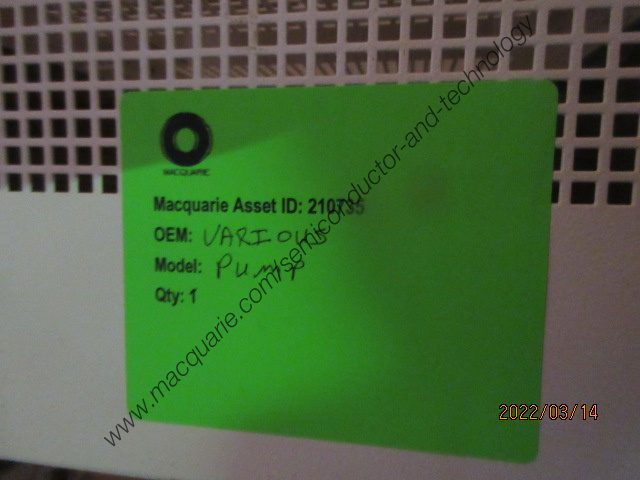 MACQUARIE
Macquarie Asset ID: 210735
OEM: VARIOUS
Model: PUMP
Qty: 1
www.macquarie.com/semiconductor-and-technology
2022/03/14